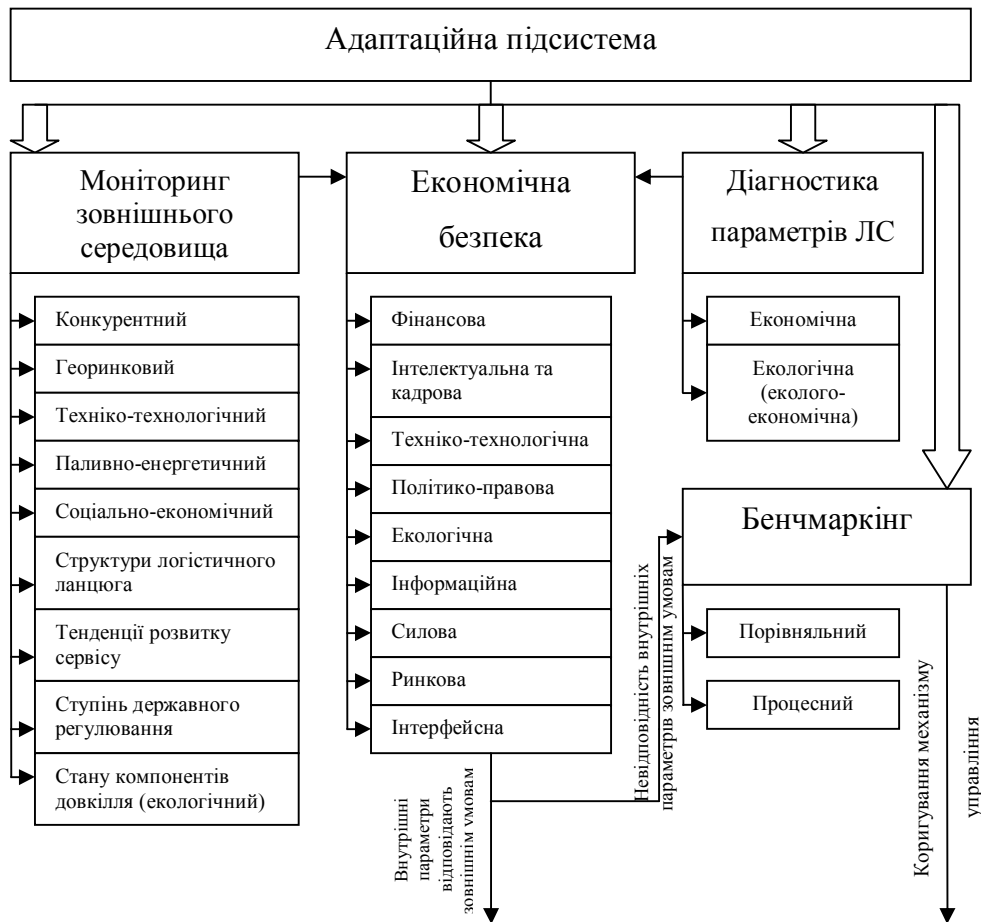 Адаптаційна підсистема
Моніторинг
зовнішнього
середовища
Економічна
безпека
Діагностика
параметрів ЛС
Конкурентний
Георинковий
Техніко-технологічний
Паливно-енергетичний
Соціально-економічний
Структури логістичного
ланцюга
Тенденції розвитку
сервісу
Ступінь державного
регулювання
Стану компонентів
довкілля (екологічний)
Фінансова
Інтелектуальна та
кадрова
Техніко-технологічна
Політико-правова
Екологічна
Інформаційна
Силова
Ринкова
Інтерфейсна
Економічна
Екологічна
(еколого-
економічна)
Бенчмаркінг
Порівняльний
Процесний
Внутрішні
параметри
відповідають
зовнішнім умовам
Невідповідність внутрішніх
параметрів зовнішнім умовам
Коригування механізму
управління